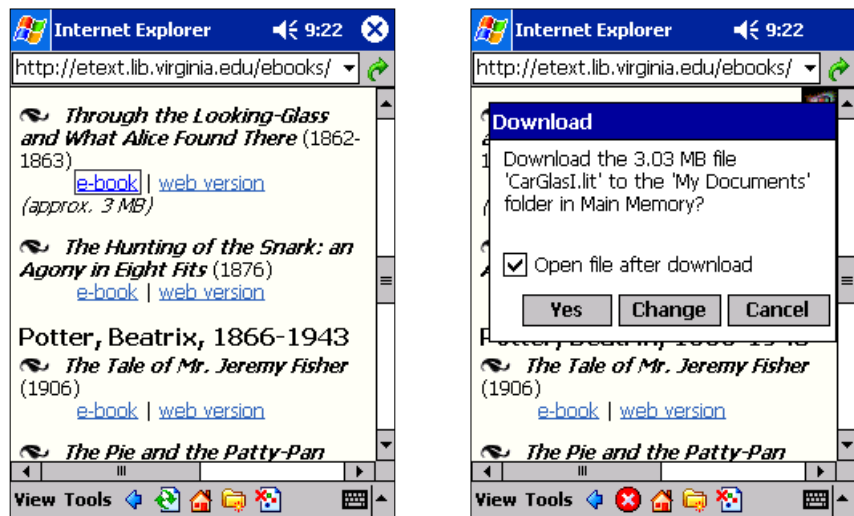 Internet Explorer 9:22
http://etext.lib.virginia.edu/ebooks/
Through the Looking-Glass
and What Alice Found There (1862-
1863)
e-book | web version
(approx. 3 MB)
The Hunting of the Snark: an
Agony in Eight Fits (1876)
e-book | web version
Potter, Beatrix, 1866-1943
The Tale of Mr. Jeremy Fisher
(1906)
e-book | web version
The Pie and the Patty-Pan
View Tools
Internet Explorer 9:22
http://etext.lib.virginia.edu/ebooks/
Download
Download the 3.03 MB file
'CarGlasI.lit' to the 'My Documents'
folder in Main Memory?
Open file after download
Yes Change Cancel
The Tale of Mr. Jeremy Fisher
(1906)
e-book | web version
The Pie and the Patty-Pan
View Tools